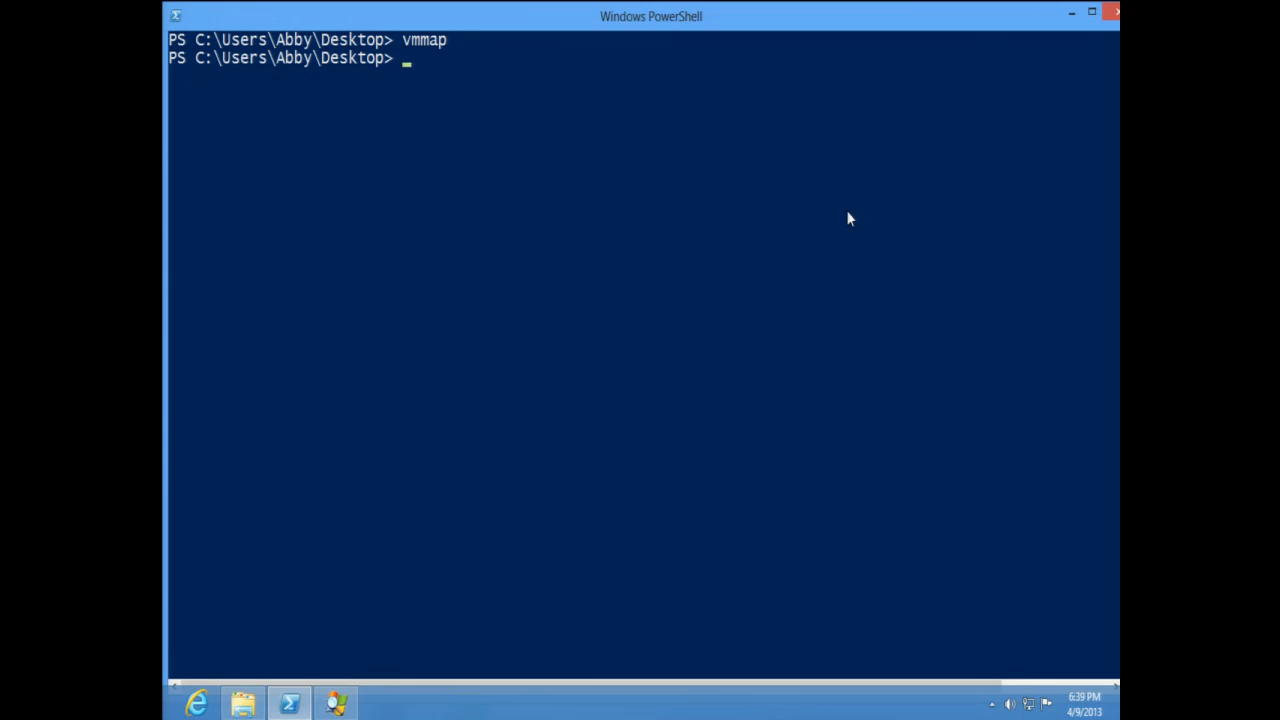 Windows PowerShell
PS C:\Users\Abby\Desktop> vmmap
PS C:\Users\Abby\Desktop>
6:39 PM
4/9/2013